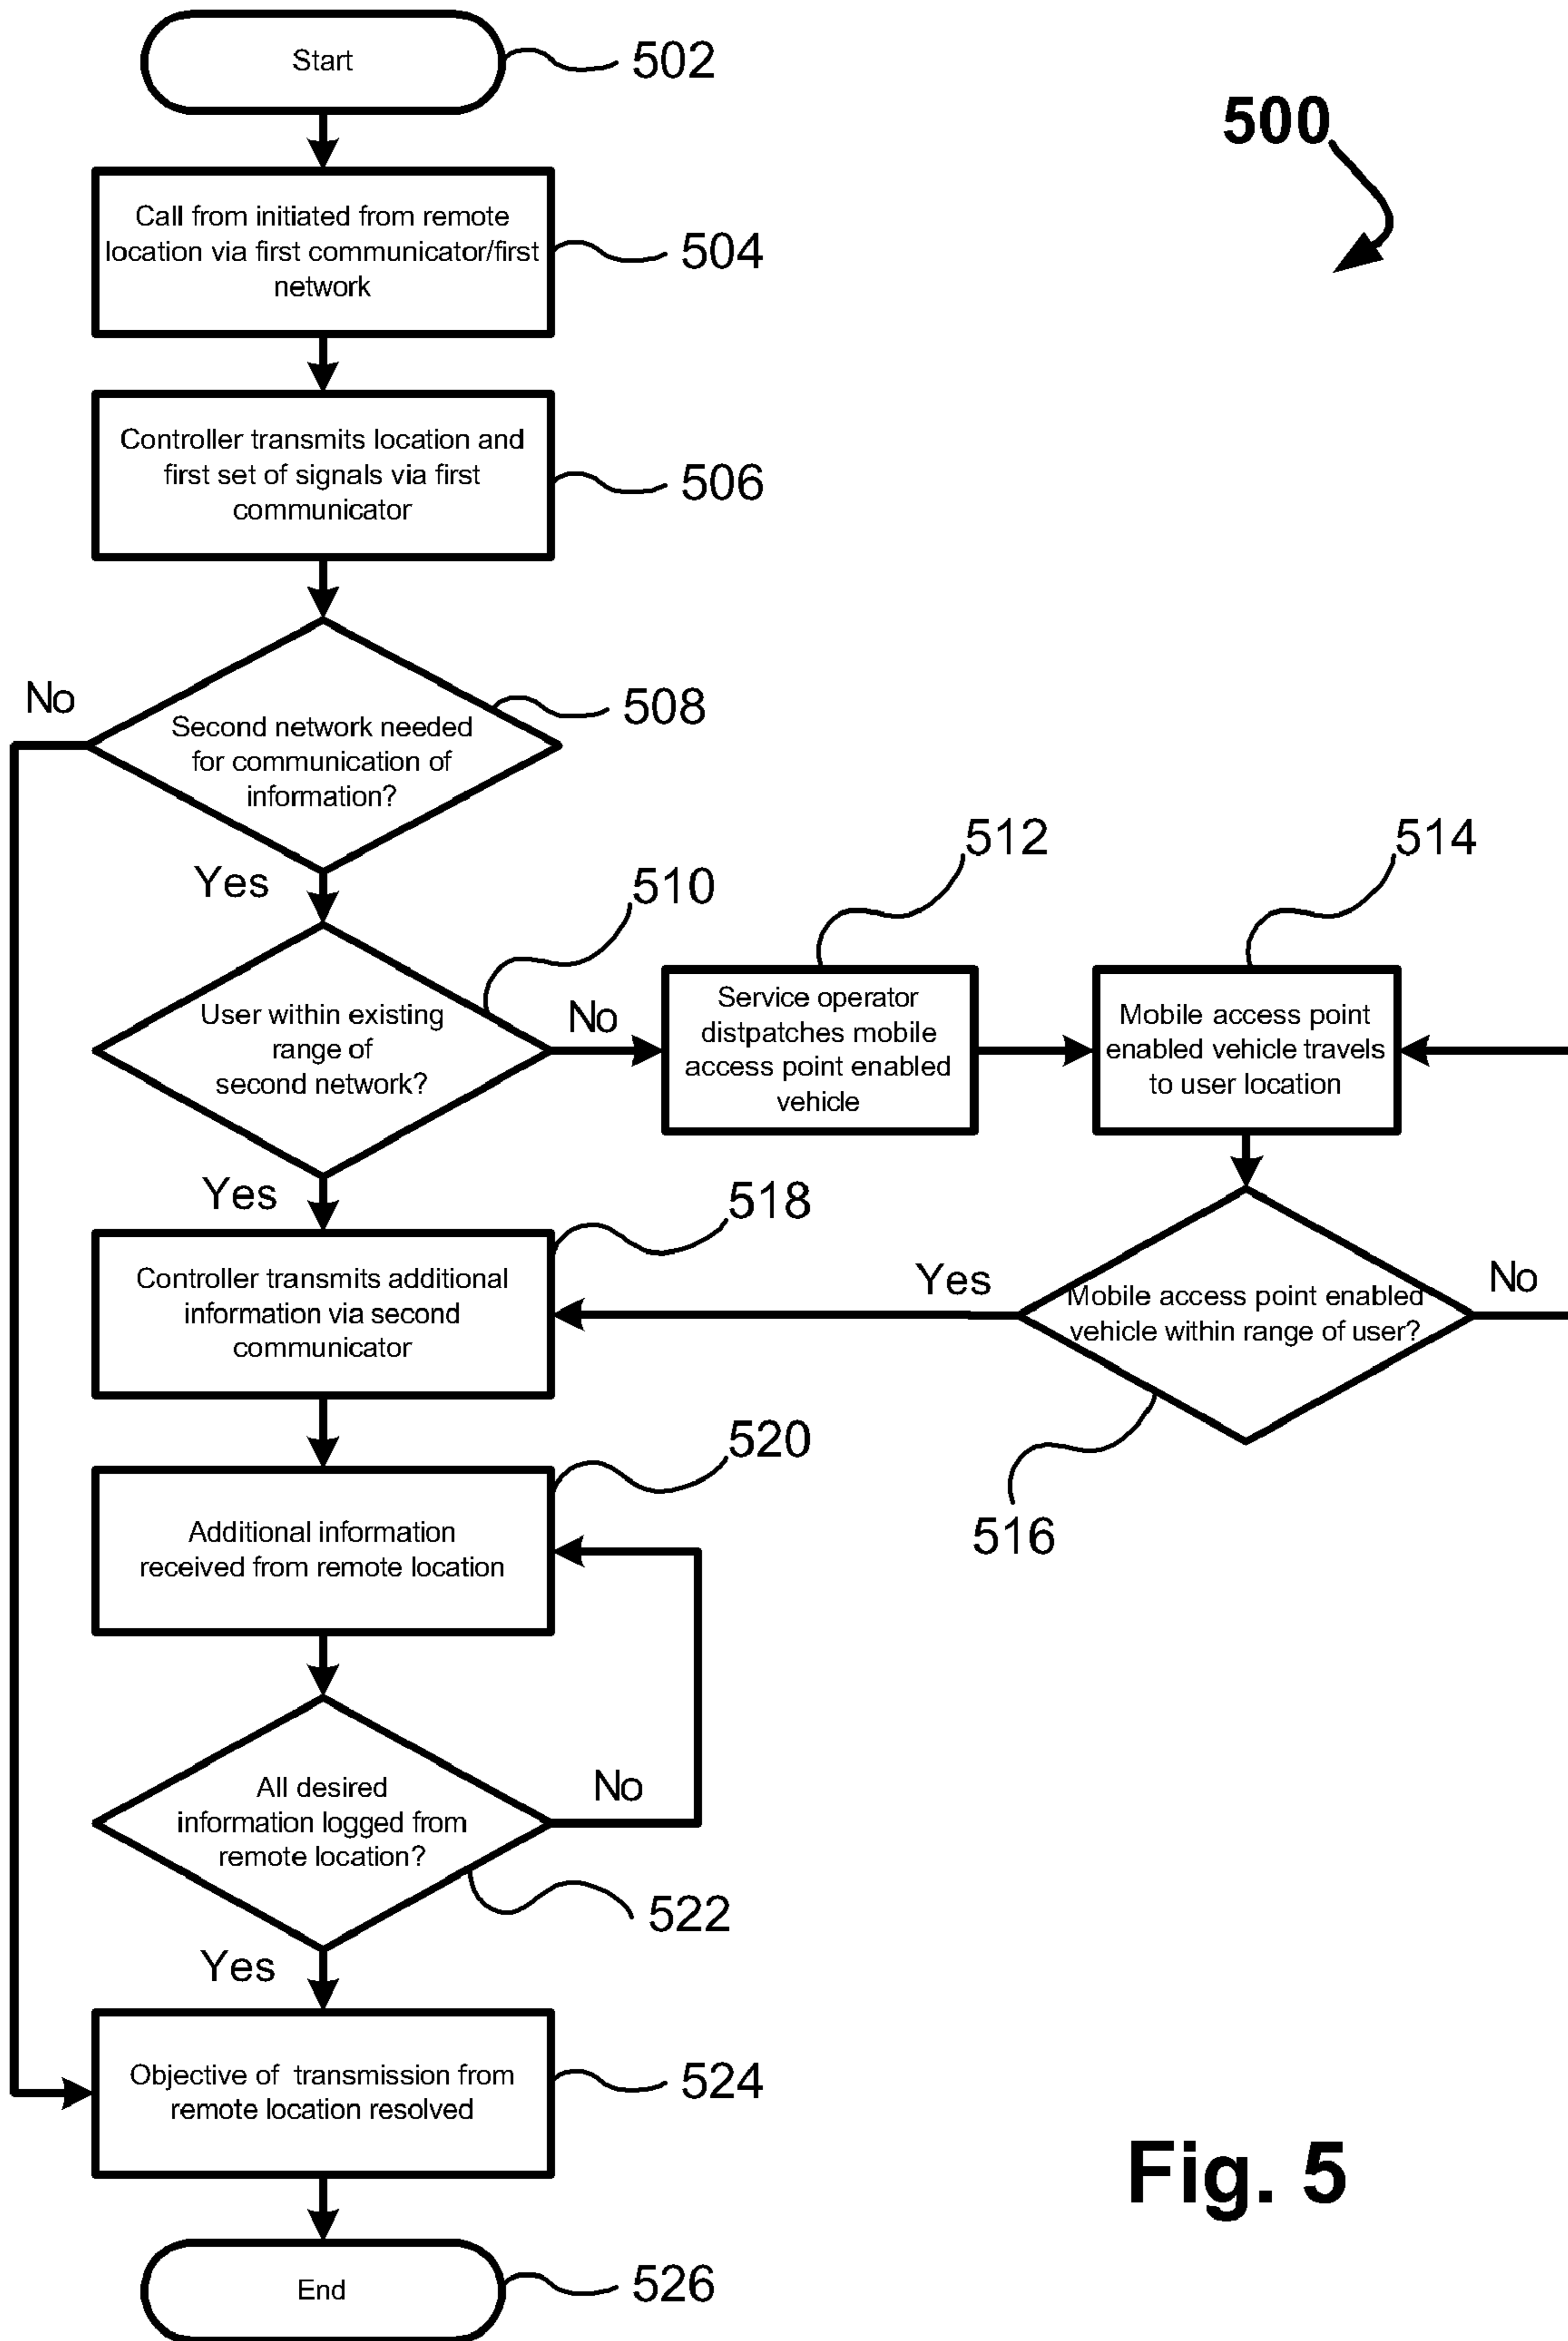 Start
502
500
Call from initiated from remote
location via first communicator/first
network
504
Controller transmits location and
first set of signals via first
communicator
506
No
Second network needed
for communication of
information?
508
Yes
510
512
514
User within existing
range of
second network?
No
Service operator
distpatches mobile
access point enabled
vehicle
Mobile access point
enabled vehicle travels
to user location
Yes
518
Controller transmits additional
information via second
communicator
Yes
Mobile access point enabled
vehicle within range of user?
No
516
520
Additional information
received from remote location
All desired
information logged from
remote location?
No
522
Yes
Objective of transmission from
remote location resolved
524
Fig. 5
End
526